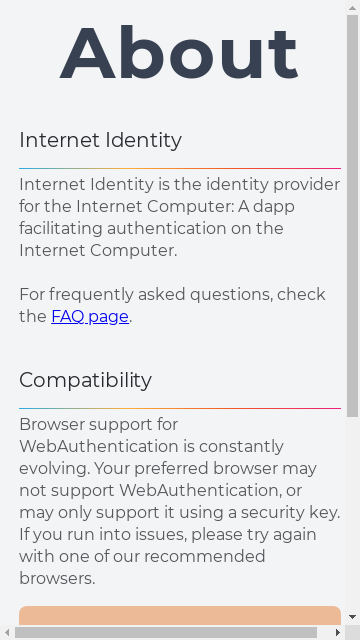 About
Internet Identity
Internet Identity is the identity provider
for the Internet Computer: A dapp
facilitating authentication on the
Internet Computer.
For frequently asked questions, check
the FAQ page.
Compatibility
Browser support for
WebAuthentication is constantly
evolving. Your preferred browser may
not support WebAuthentication, or
may only support it using a security key.
If you run into issues, please try again
with one of our recommended
browsers.